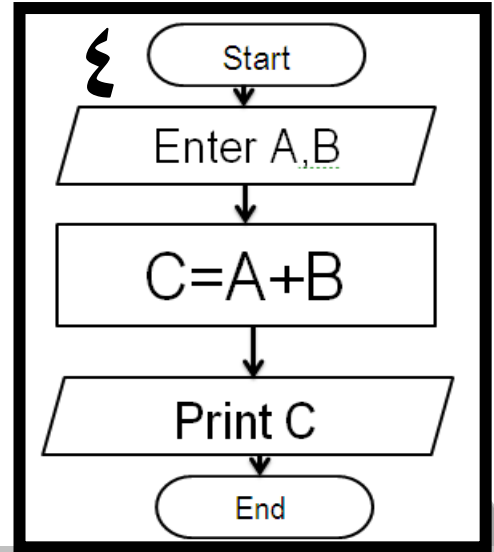 ٤
Start
Enter A,B
C=A+B
Print C
End